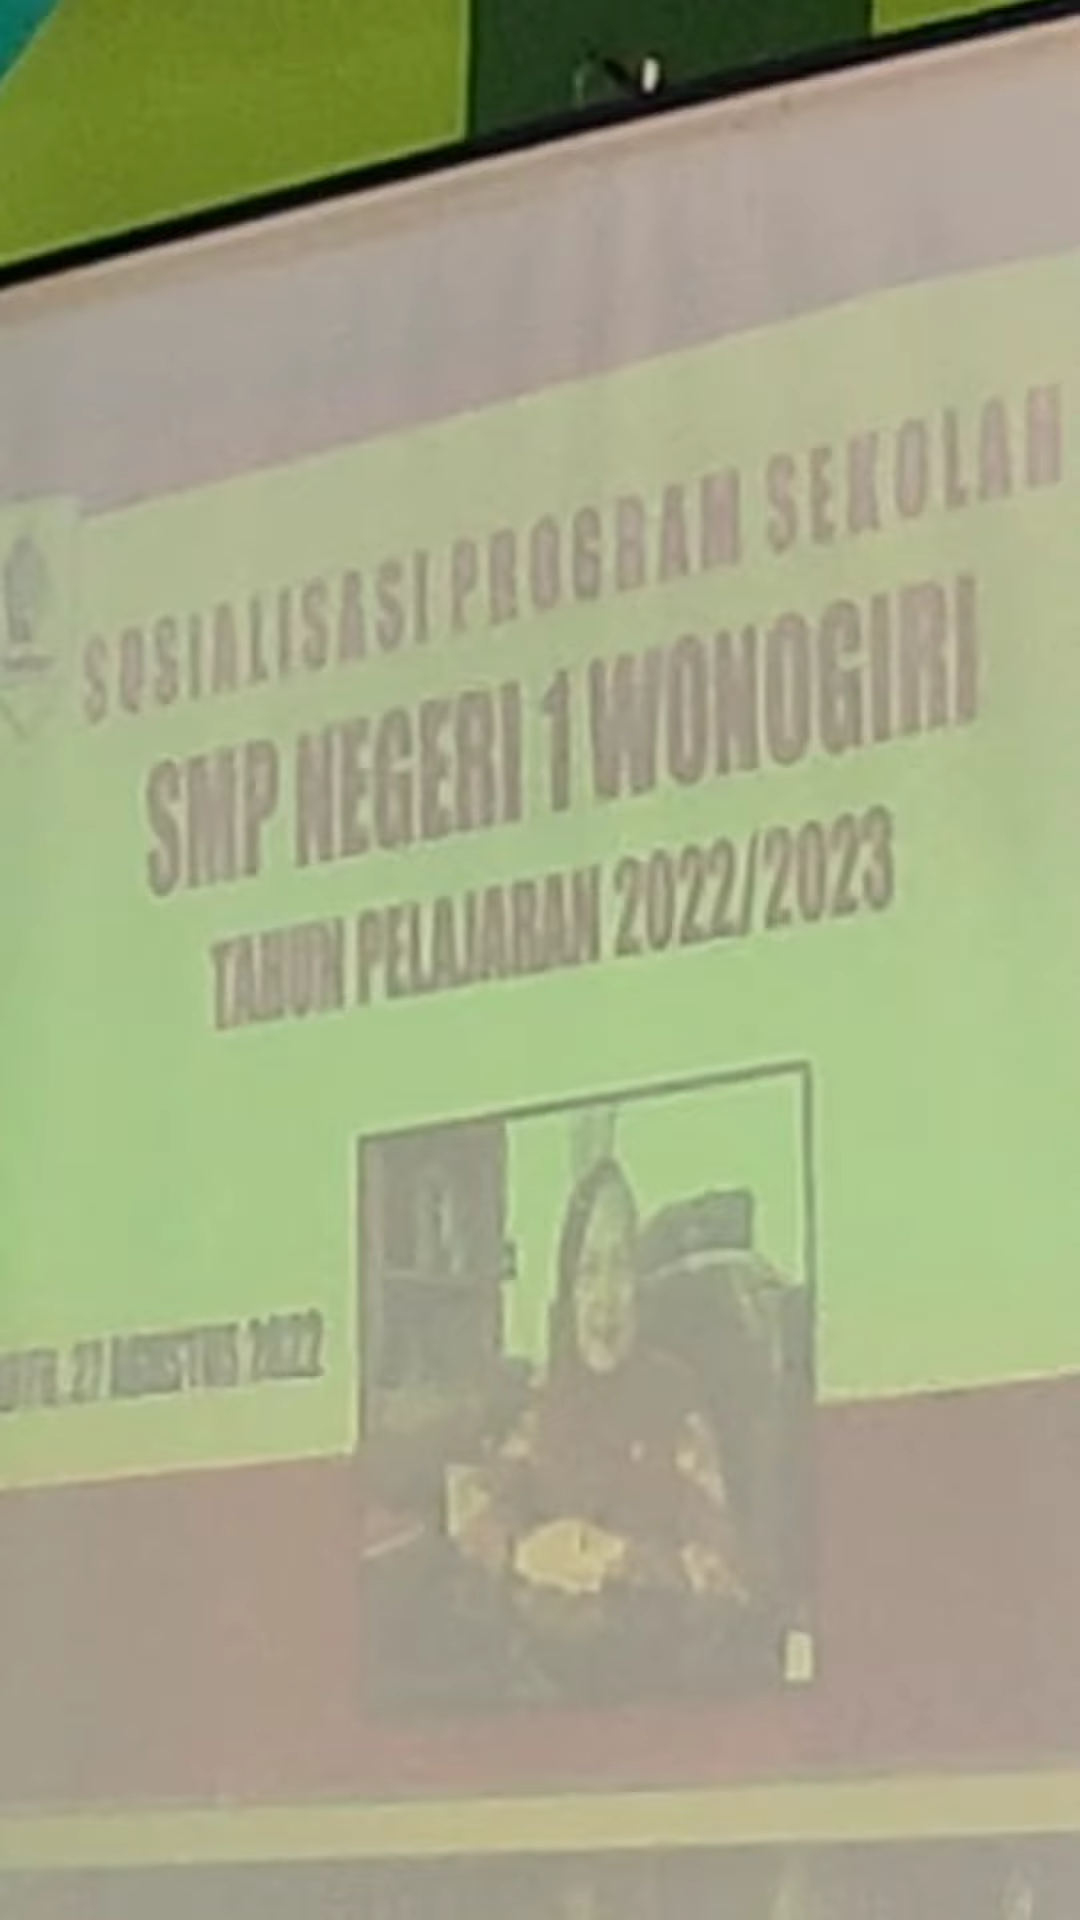 SOSIALISASI PROGRAM SEKOLAH
SMP NEGERI 1 WONOGIRI
TAHUN PELAJARAN 2022/2023
27 AGUSTUS 2022